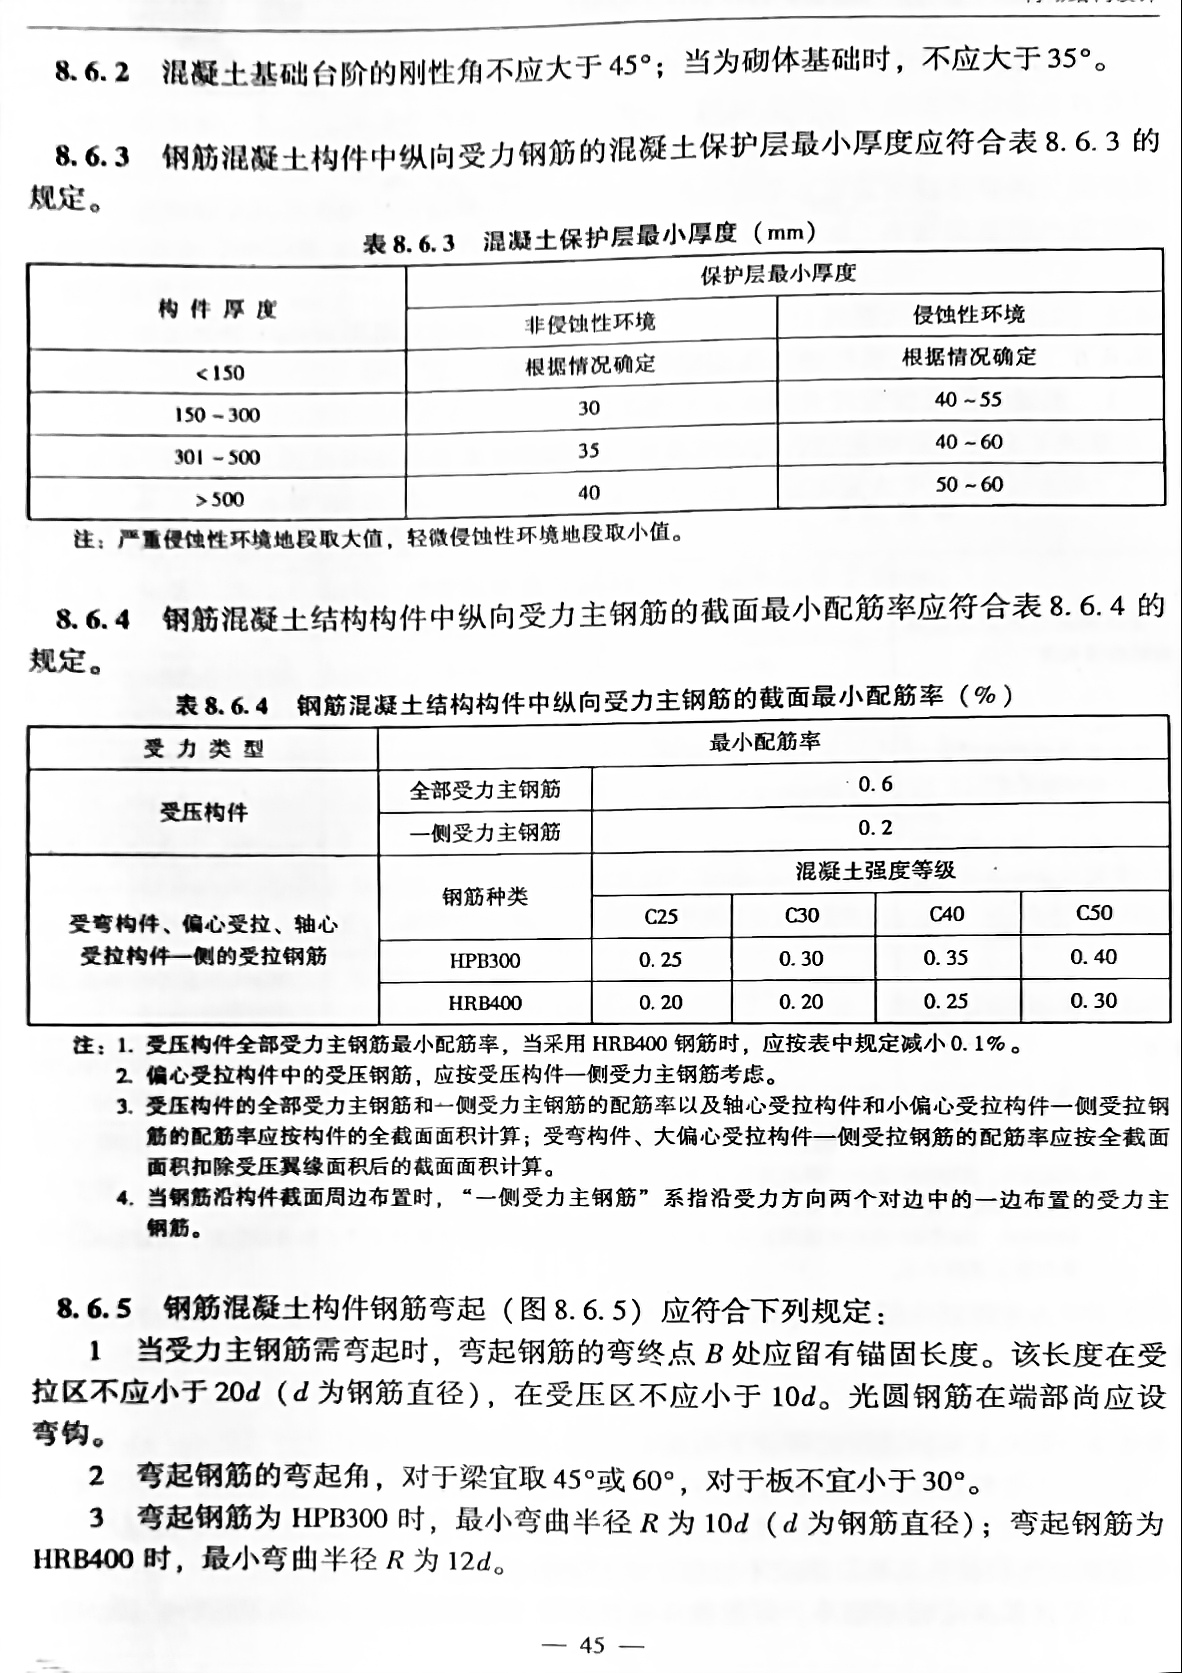 8.6.2 混凝土基础台阶的刚性角不应大于45°；当为砌体基础时，不应大于35°。
8.6.3 钢筋混凝土构件中纵向受力钢筋的混凝土保护层最小厚度应符合表8.6.3的
规定。
表8.6.3 混凝土保护层最小厚度（mm）
构件厚度 保护层最小厚度
非侵蚀性环境 侵蚀性环境
<150 根据情况确定 根据情况确定
150~300 30 40~55
301~500 35 40~60
>500 40 50~60
注：严重侵蚀性环境地段取大值，轻微侵蚀性环境地段取小值。
8.6.4 钢筋混凝土结构构件中纵向受力主钢筋的截面最小配筋率应符合表8.6.4的
规定。
表8.6.4 钢筋混凝土结构构件中纵向受力主钢筋的截面最小配筋率（%）
受力类型 最小配筋率
受压构件 全部受力主钢筋 0.6
一侧受力主钢筋 0.2
受弯构件、偏心受拉、轴心
受拉构件一侧的受拉钢筋
钢筋种类 混凝土强度等级
C25 C30 C40 C50
HPB300 0.25 0.30 0.35 0.40
HRB400 0.20 0.20 0.25 0.30
注：1. 受压构件全部受力主钢筋最小配筋率，当采用HRB400钢筋时，应按表中规定减小0.1%。
2. 偏心受拉构件中的受压钢筋，应按受压构件一侧受力主钢筋考虑。
3. 受压构件的全部受力主钢筋和一侧受力主钢筋的配筋率以及轴心受拉构件和小偏心受拉构件一侧受拉钢
筋的配筋率应按构件的全截面面积计算；受弯构件、大偏心受拉构件一侧受拉钢筋的配筋率应按全截面
面积扣除受压翼缘面积后的截面面积计算。
4. 当钢筋沿构件截面周边布置时，“一侧受力主钢筋”系指沿受力方向两个对边中的一边布置的受力主
钢筋。
8.6.5 钢筋混凝土构件钢筋弯起（图8.6.5）应符合下列规定：
1 当受力主钢筋需弯起时，弯起钢筋的弯终点B处应留有锚固长度。该长度在受
拉区不应小于20d（d为钢筋直径），在受压区不应小于10d。光圆钢筋在端部尚应设
弯钩。
2 弯起钢筋的弯起角，对于梁宜取45°或60°，对于板不宜小于30°。
3 弯起钢筋为HPB300时，最小弯曲半径R为10d（d为钢筋直径）；弯起钢筋为
HRB400时，最小弯曲半径R为12d。
— 45 —